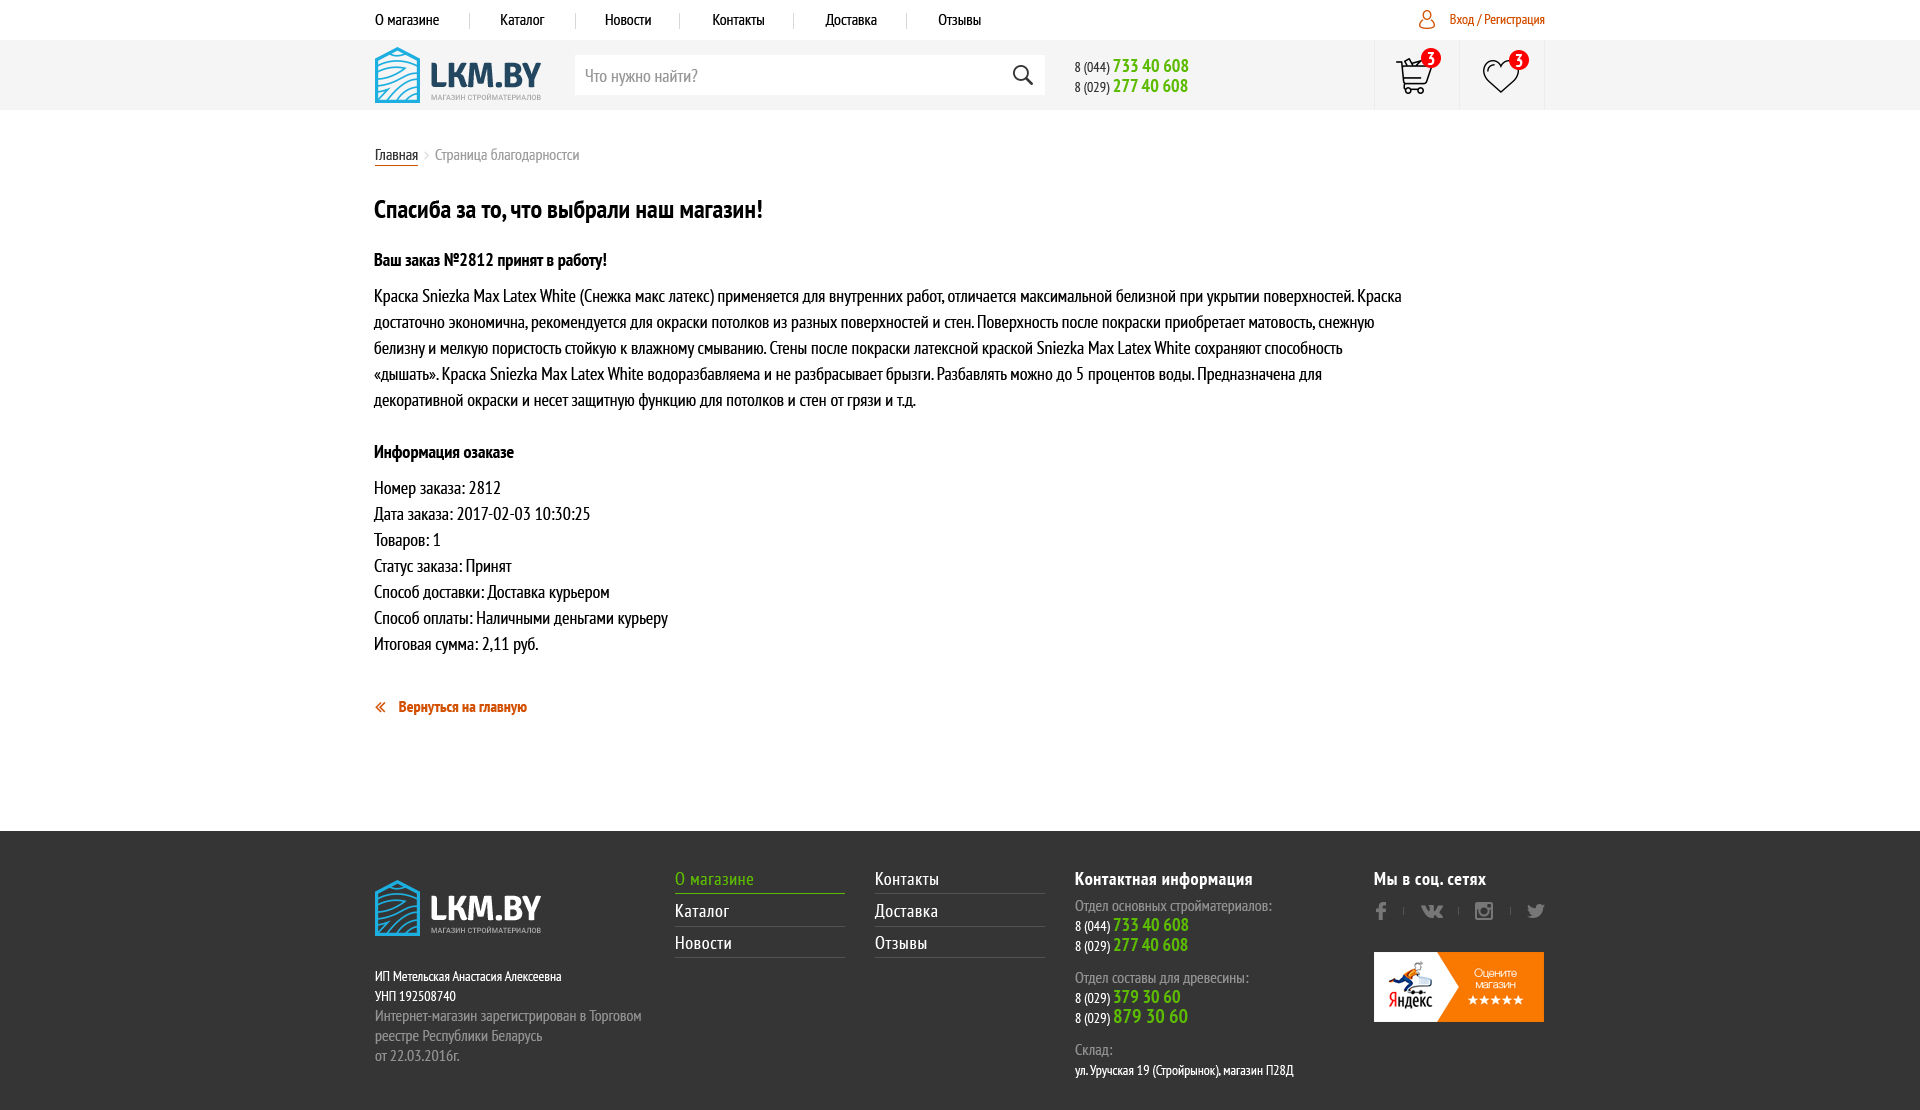 О магазине
Каталог
Новости
Контакты
Доставка
Отзывы
Вход / Регистрация
LKM.BY
МАГАЗИН СТРОЙМАТЕРИАЛОВ
Что нужно найти?
8 (044) 733 40 608
8 (029) 277 40 608
3
3
Главная
Страница благодарностси
Спасиба за то, что выбрали наш магазин!
Ваш заказ №2812 принят в работу!
Краска Sniezka Max Latex White (Снежка макс латекс) применяется для внутренних работ, отличается максимальной белизной при укрытии поверхностей. Краска
достаточно экономична, рекомендуется для окраски потолков из разных поверхностей и стен. Поверхность после покраски приобретает матовость, снежную
белизну и мелкую пористость стойкую к влажному смыванию. Стены после покраски латексной краской Sniezka Max Latex White сохраняют способность
«дышать». Краска Sniezka Max Latex White водоразбавляема и не разбрасывает брызги. Разбавлять можно до 5 процентов воды. Предназначена для
декоративной окраски и несет защитную функцию для потолков и стен от грязи и т.д.
Информация озаказе
Номер заказа: 2812
Дата заказа: 2017-02-03 10:30:25
Товаров: 1
Статус заказа: Принят
Способ доставки: Доставка курьером
Способ оплаты: Наличными деньгами курьеру
Итоговая сумма: 2,11 руб.
« Вернуться на главную
LKM.BY
МАГАЗИН СТРОЙМАТЕРИАЛОВ
ИП Метельская Анастасия Алексеевна
УНП 192508740
Интернет-магазин зарегистрирован в Торговом
реестре Республики Беларусь
от 22.03.2016г.
О магазине
Каталог
Новости
Контакты
Доставка
Отзывы
Контактная информация
Отдел основных стройматериалов:
8 (044) 733 40 608
8 (029) 277 40 608
Отдел составы для древесины:
8 (029) 379 30 60
8 (029) 879 30 60
Склад:
ул. Уручская 19 (Стройрынок), магазин П28Д
Мы в соц. сетях
Яндекс
Оцените
магазин